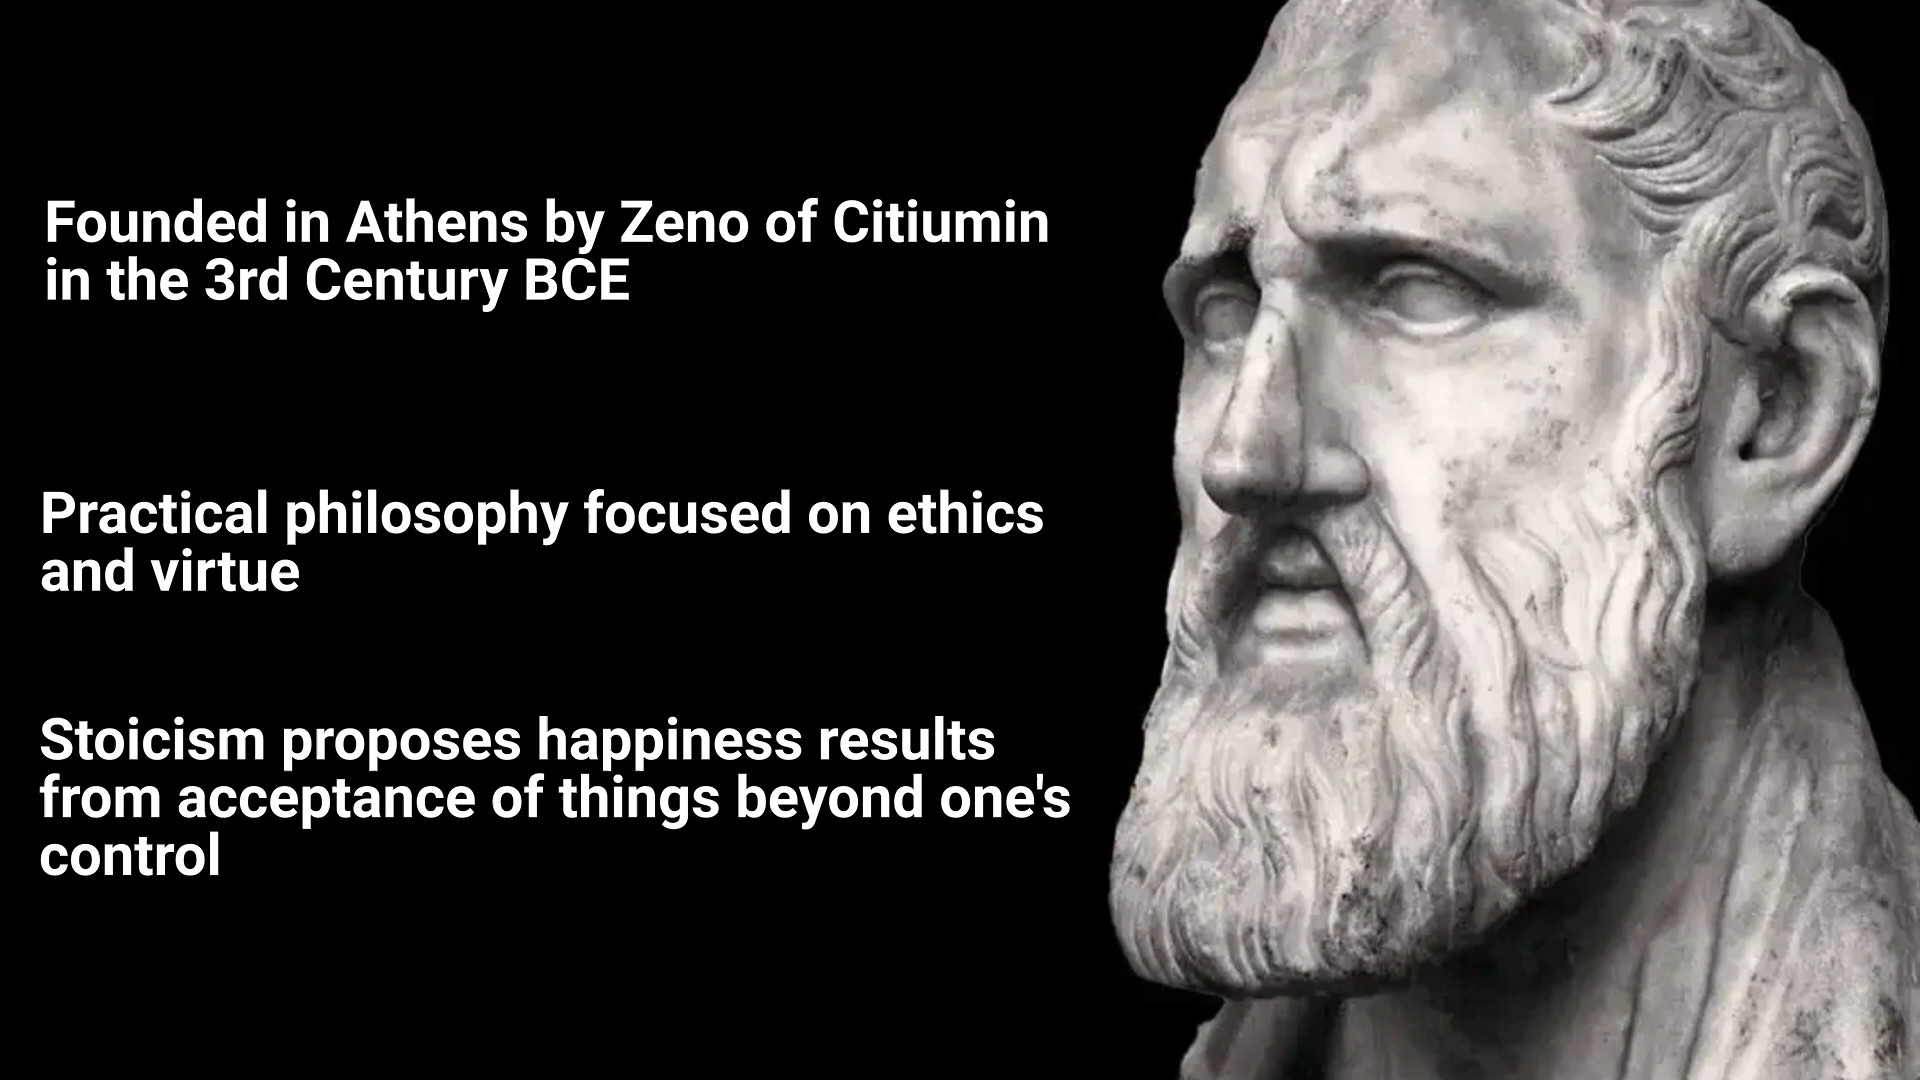 Founded in Athens by Zeno of Citiumin
in the 3rd Century BCE
Practical philosophy focused on ethics
and virtue
Stoicism proposes happiness results
from acceptance of things beyond one's
control